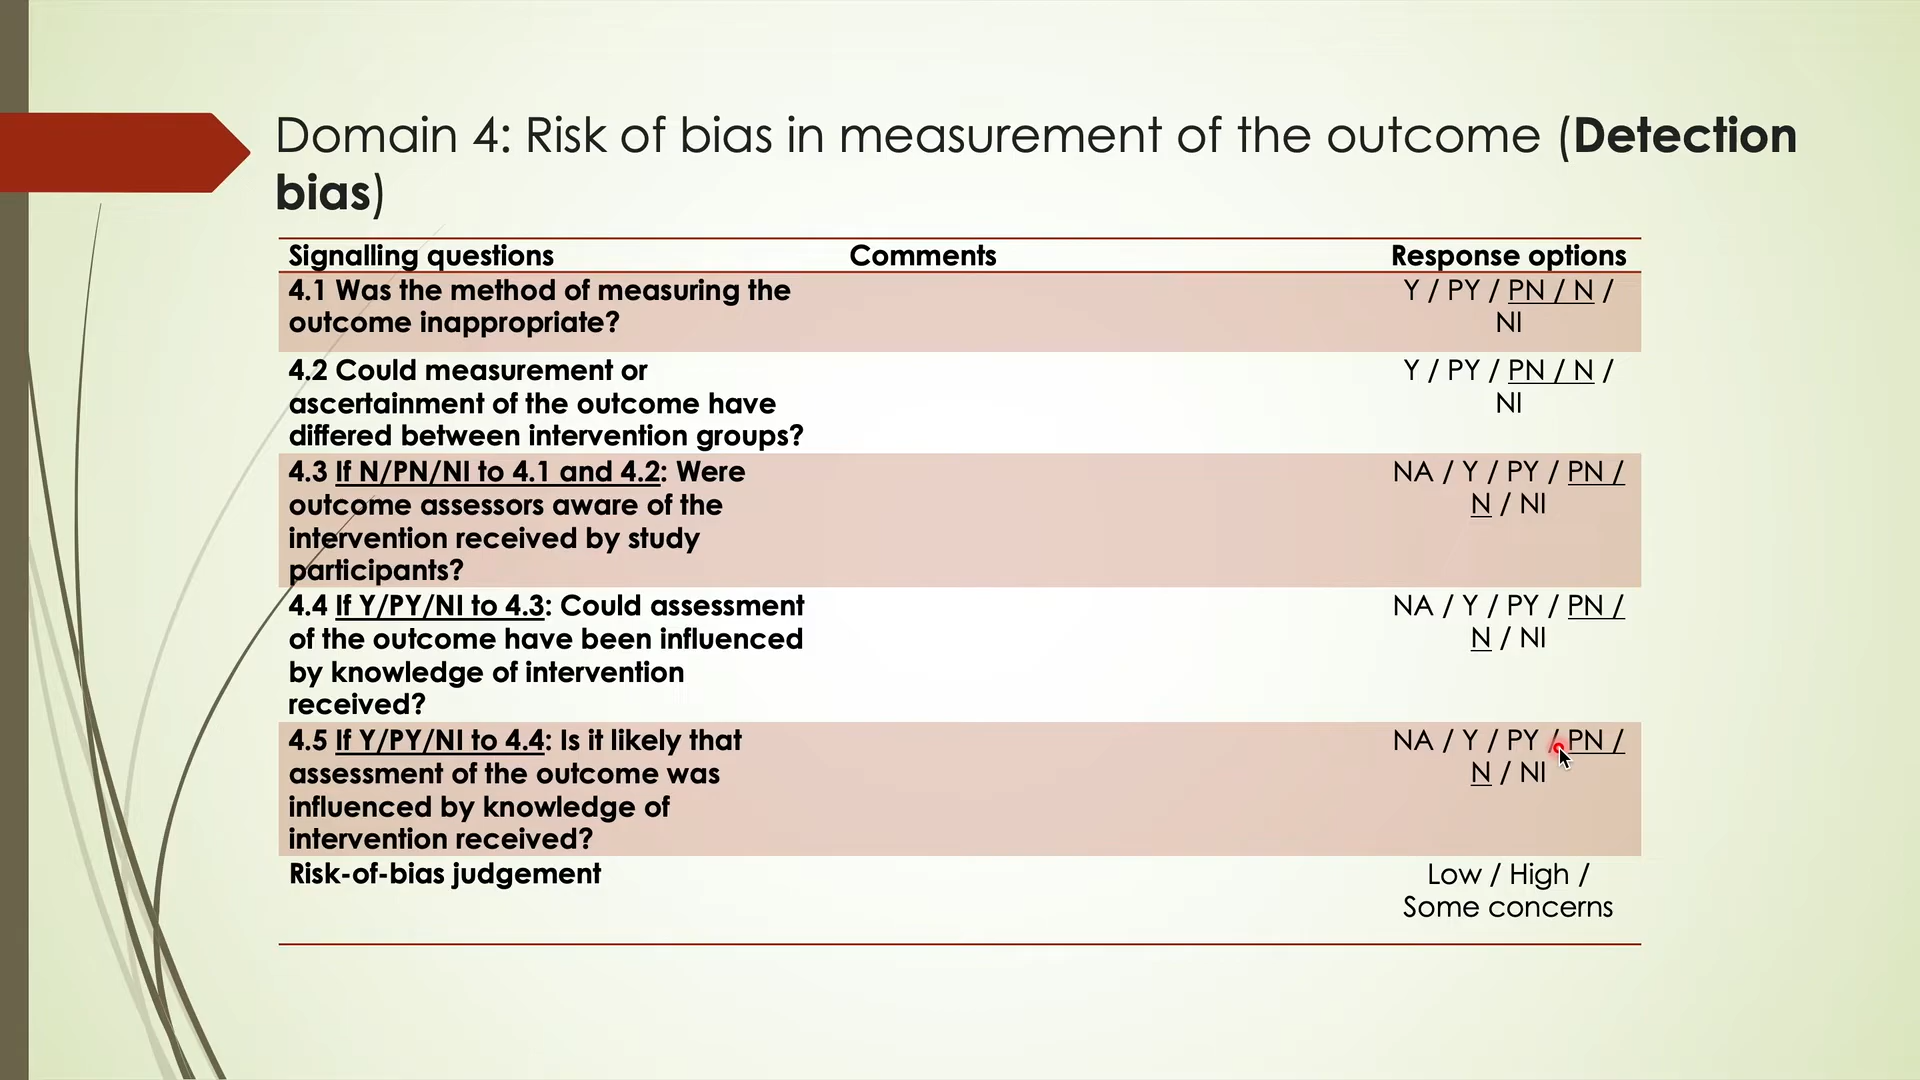 Domain 4: Risk of bias in measurement of the outcome (Detection
bias)
Signalling questions Comments Response options
4.1 Was the method of measuring the
outcome inappropriate?
Y / PY / PN / N /
NI
4.2 Could measurement or
ascertainment of the outcome have
differed between intervention groups?
Y / PY / PN / N /
NI
4.3 If N/PN/NI to 4.1 and 4.2: Were
outcome assessors aware of the
intervention received by study
participants?
NA / Y / PY / PN /
N / NI
4.4 If Y/PY/NI to 4.3: Could assessment
of the outcome have been influenced
by knowledge of intervention
received?
NA / Y / PY / PN /
N / NI
4.5 If Y/PY/NI to 4.4: Is it likely that
assessment of the outcome was
influenced by knowledge of
intervention received?
NA / Y / PY / PN /
N / NI
Risk-of-bias judgement
Low / High /
Some concerns